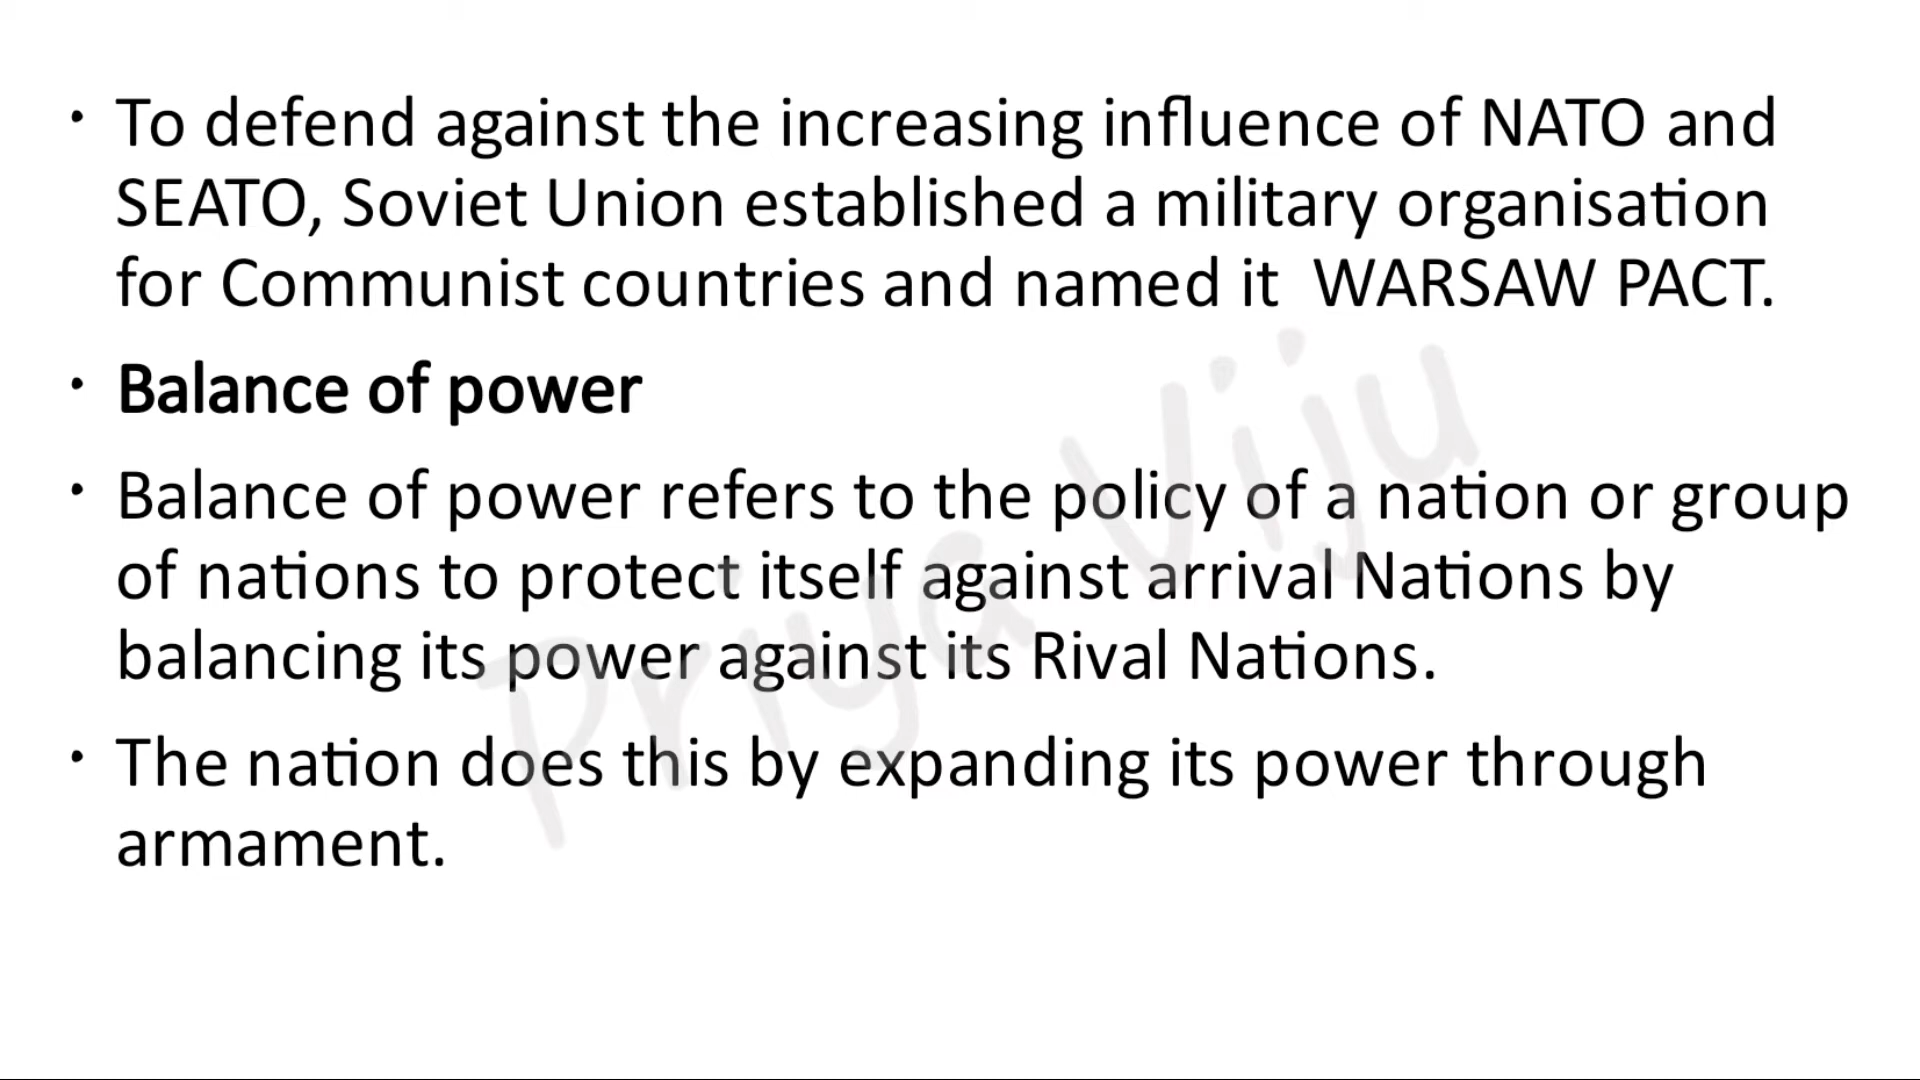 • To defend against the increasing influence of NATO and
SEATO, Soviet Union established a military organisation
for Communist countries and named it  WARSAW PACT.
• Balance of power
• Balance of power refers to the policy of a nation or group
of nations to protect itself against arrival Nations by
balancing its power against its Rival Nations.
• The nation does this by expanding its power through
armament.
Priya Viju